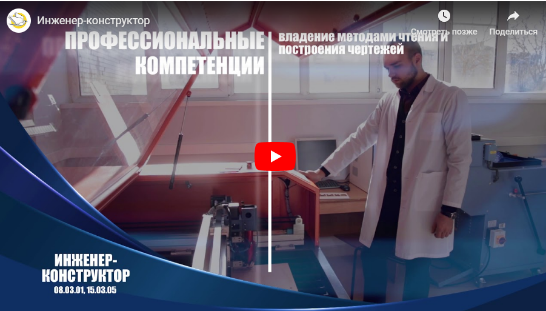 Инженер-конструктор
Смотреть позже
Поделиться
ПРОФЕССИОНАЛЬНЫЕ
КОМПЕТЕНЦИИ
владение методами чтения и
построения чертежей
ИНЖЕНЕР-
КОНСТРУКТОР
08.03.01, 15.03.05